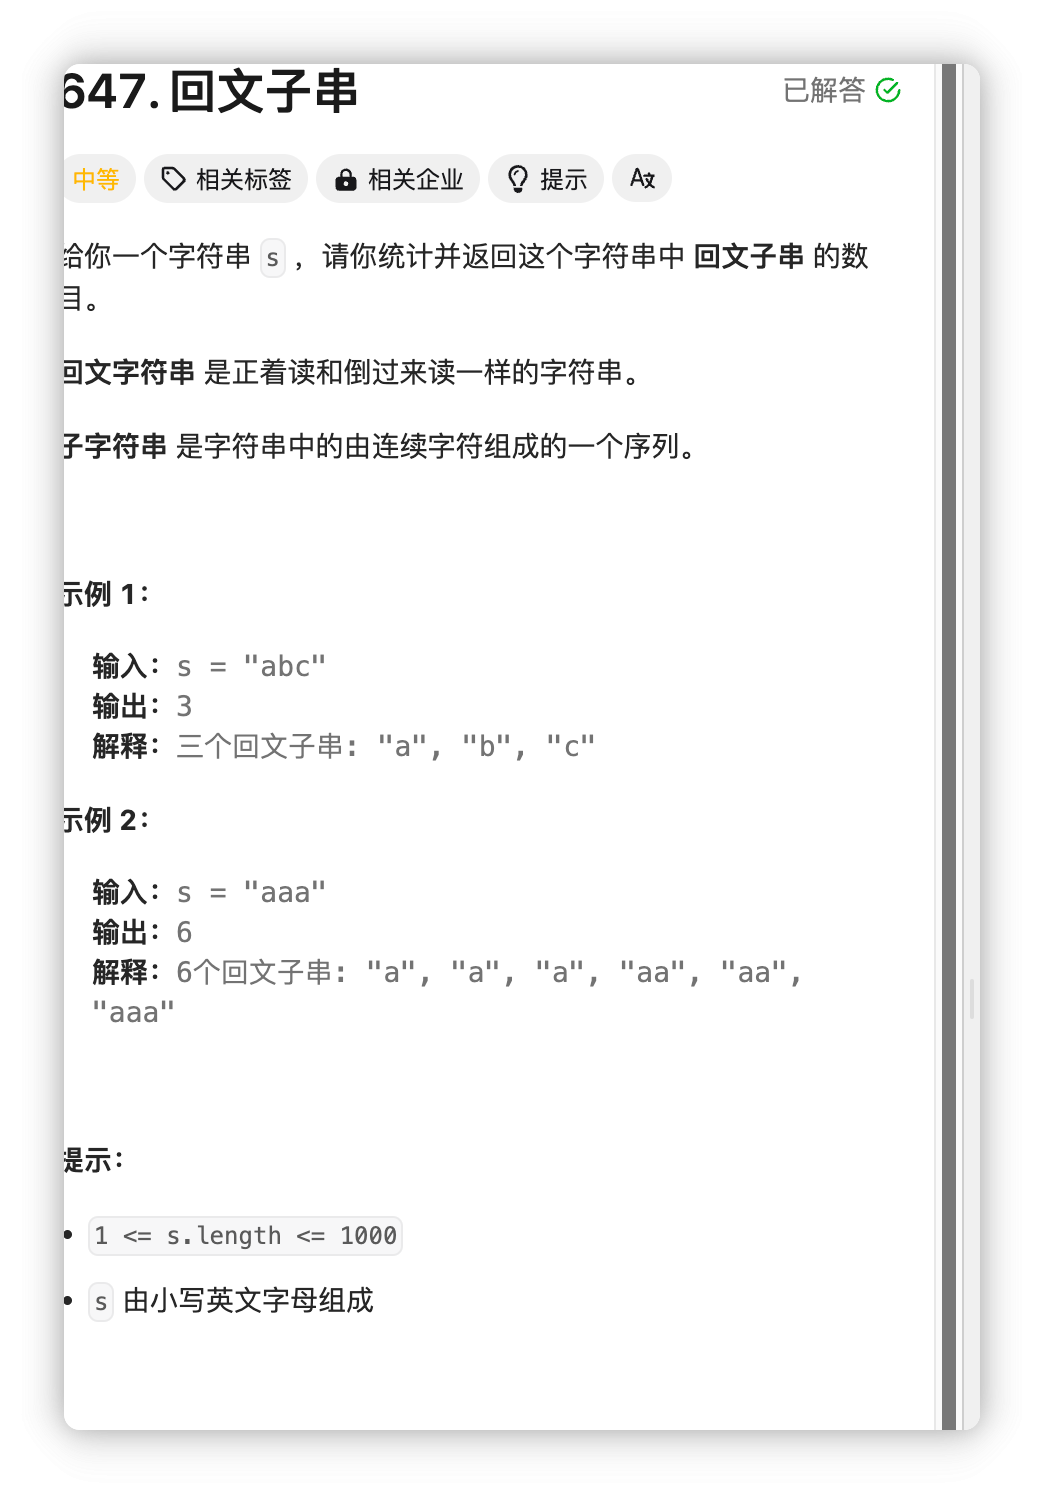 647. 回文子串
已解答
中等 相关标签 相关企业 提示
给你一个字符串 s ，请你统计并返回这个字符串中 回文子串 的数
目。
回文字符串 是正着读和倒过来读一样的字符串。
子字符串 是字符串中的由连续字符组成的一个序列。
示例 1：
输入：s = "abc"
输出：3
解释：三个回文子串: "a", "b", "c"
示例 2：
输入：s = "aaa"
输出：6
解释：6个回文子串: "a", "a", "a", "aa", "aa",
"aaa"
提示：
• 1 <= s.length <= 1000
• s 由小写英文字母组成